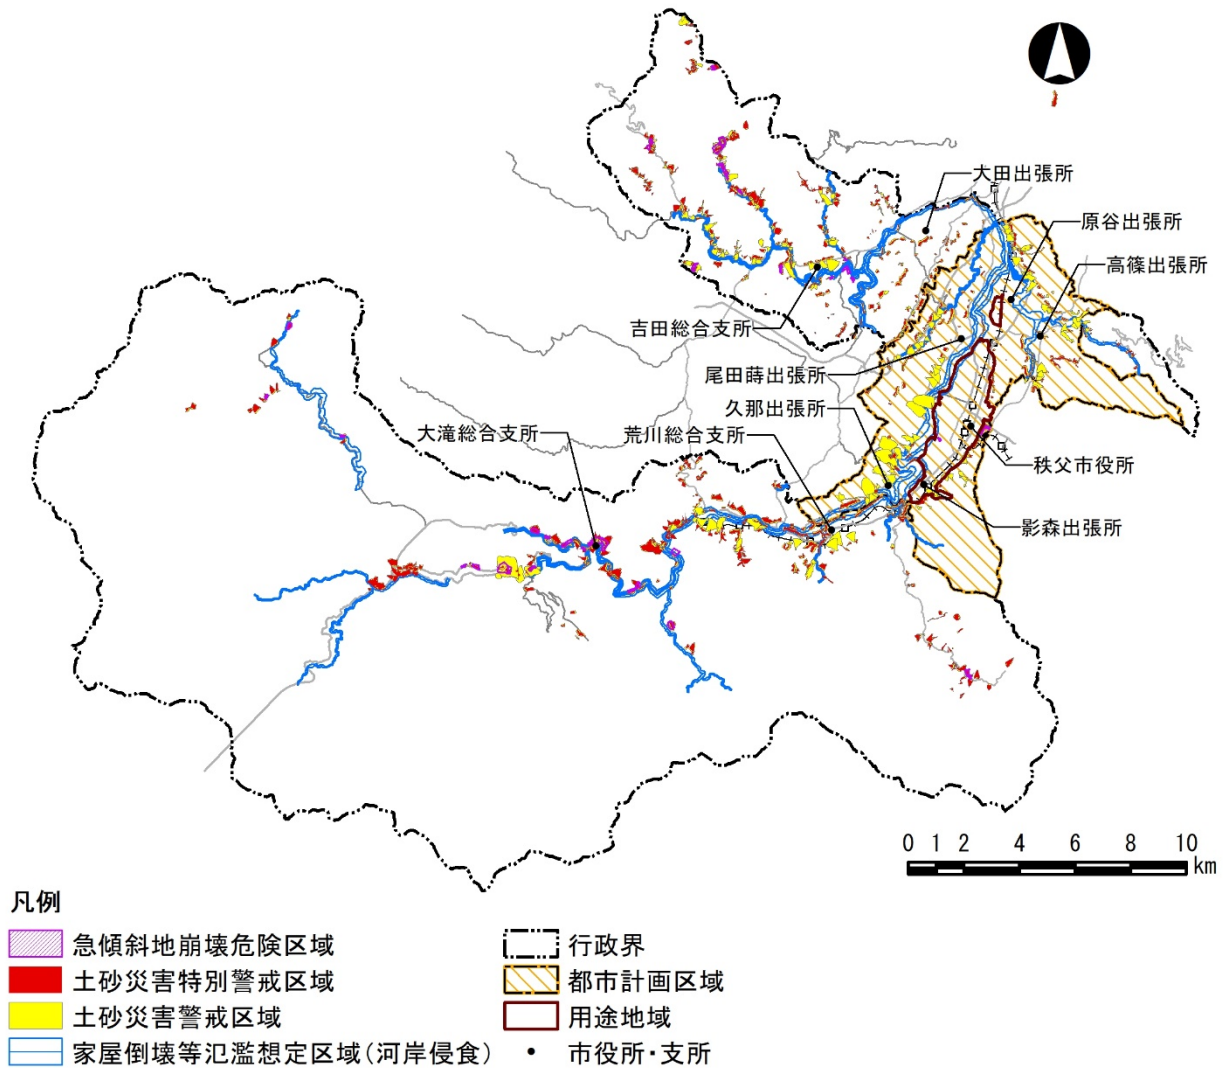 大田出張所
原谷出張所
高篠出張所
吉田総合支所
尾田蒔出張所
久那出張所
大滝総合支所
荒川総合支所
秩父市役所
影森出張所
0 1 2 4 6 8 10
km
凡例
急傾斜地崩壊危険区域
行政界
土砂災害特別警戒区域
都市計画区域
土砂災害警戒区域
用途地域
家屋倒壊等氾濫想定区域(河岸侵食)
市役所・支所